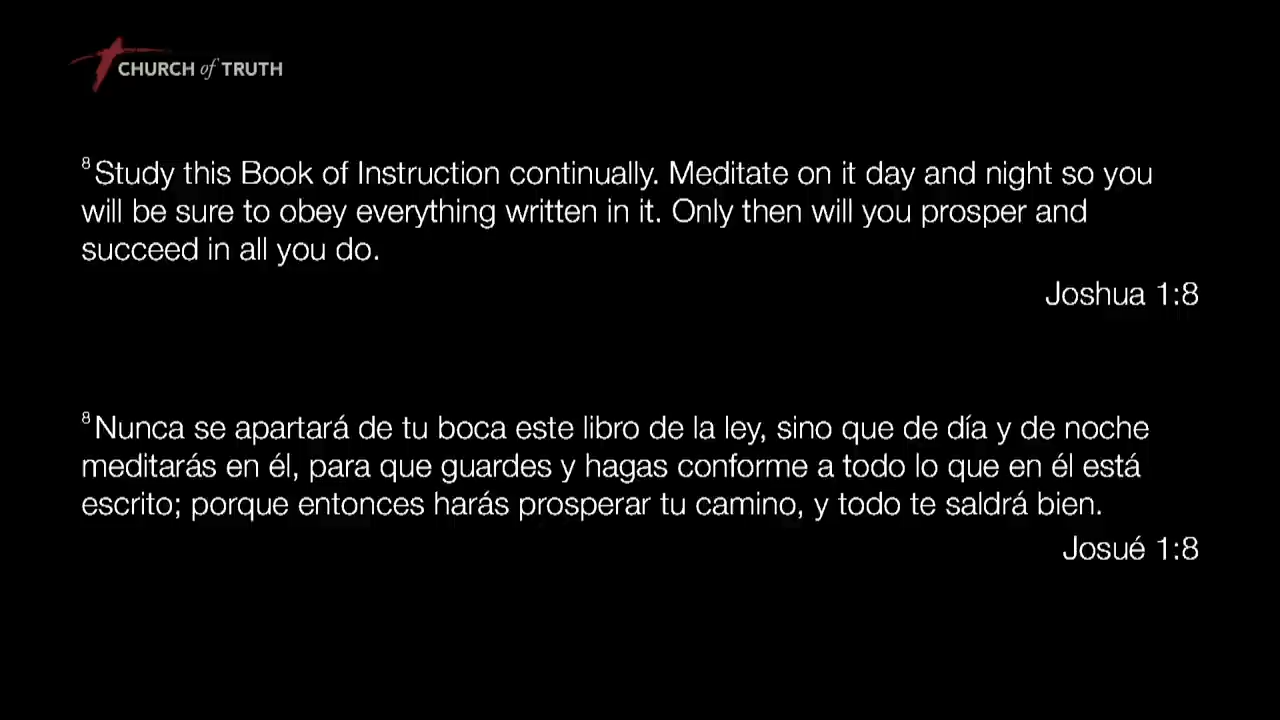 CHURCH of TRUTH
⁸Study this Book of Instruction continually. Meditate on it day and night so you
will be sure to obey everything written in it. Only then will you prosper and
succeed in all you do.
Joshua 1:8
⁸Nunca se apartará de tu boca este libro de la ley, sino que de día y de noche
meditarás en él, para que guardes y hagas conforme a todo lo que en él está
escrito; porque entonces harás prosperar tu camino, y todo te saldrá bien.
Josué 1:8